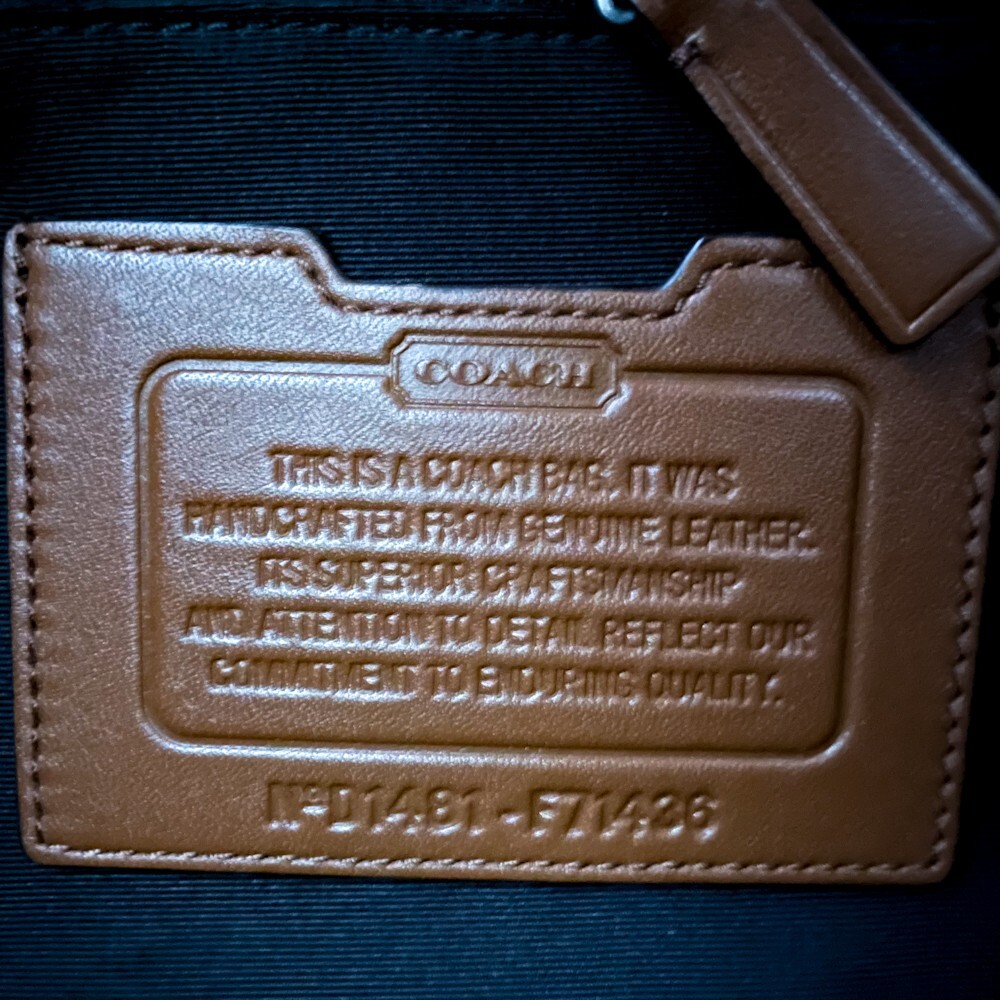 COACH
THIS IS A COACH BAG. IT WAS
HANDCRAFTED FROM GENUINE LEATHER.
ITS SUPERIOR CRAFTSMANSHIP
AND ATTENTION TO DETAIL REFLECT OUR
COMMITMENT TO ENDURING QUALITY.
Nº D1481-F71436